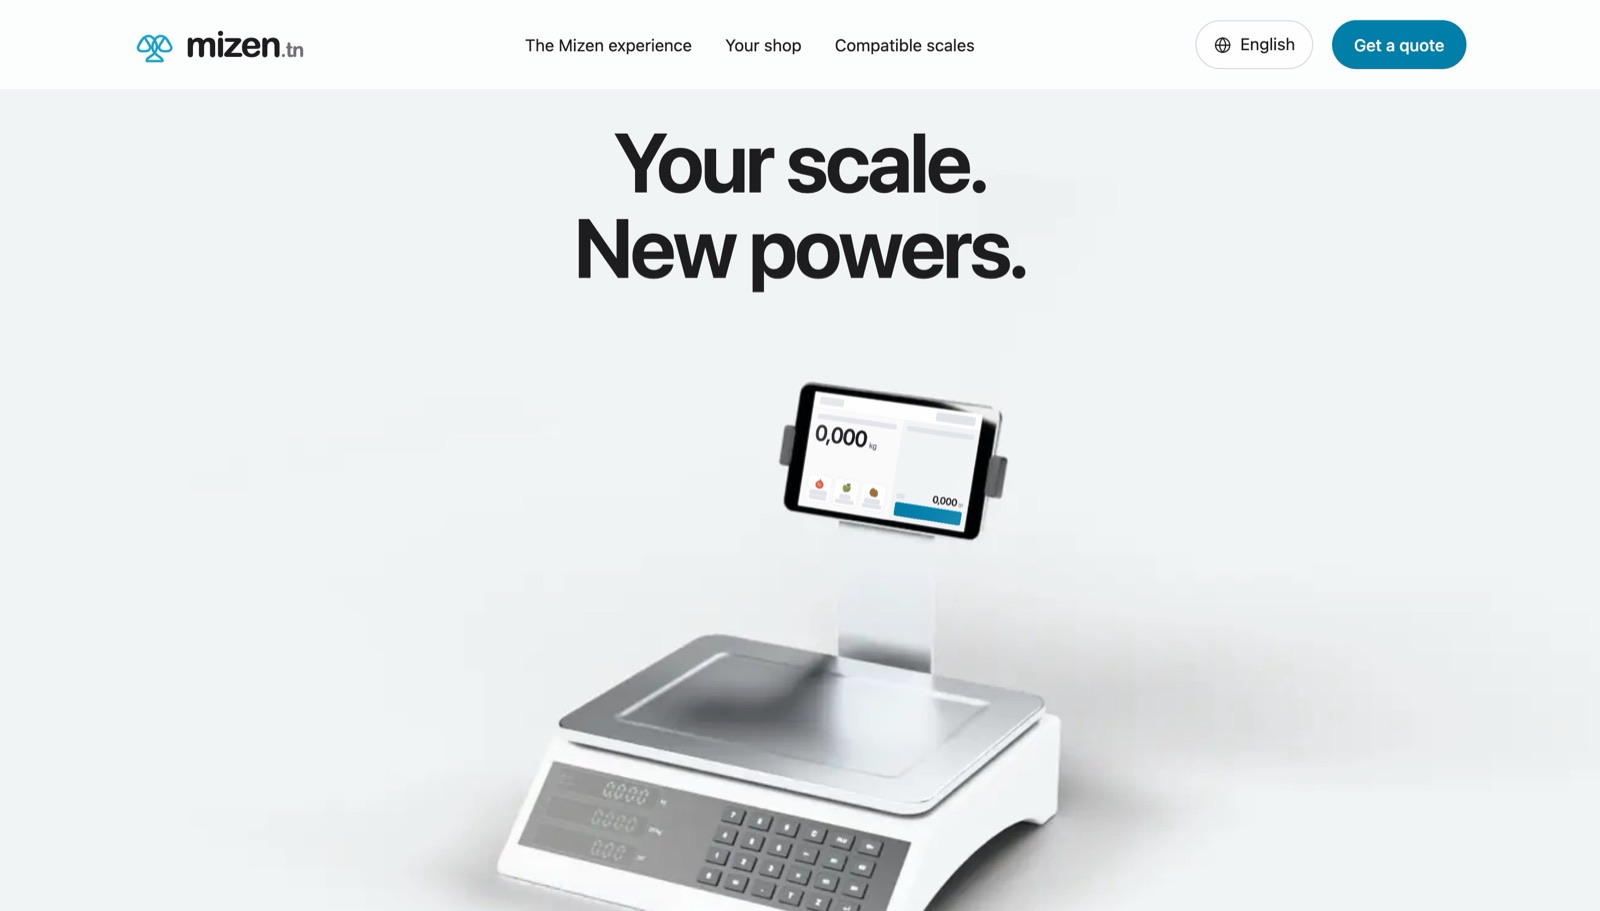 mizen.tn
The Mizen experience
Your shop
Compatible scales
English
Get a quote
Your scale.
New powers.
0,000 kg
0,000